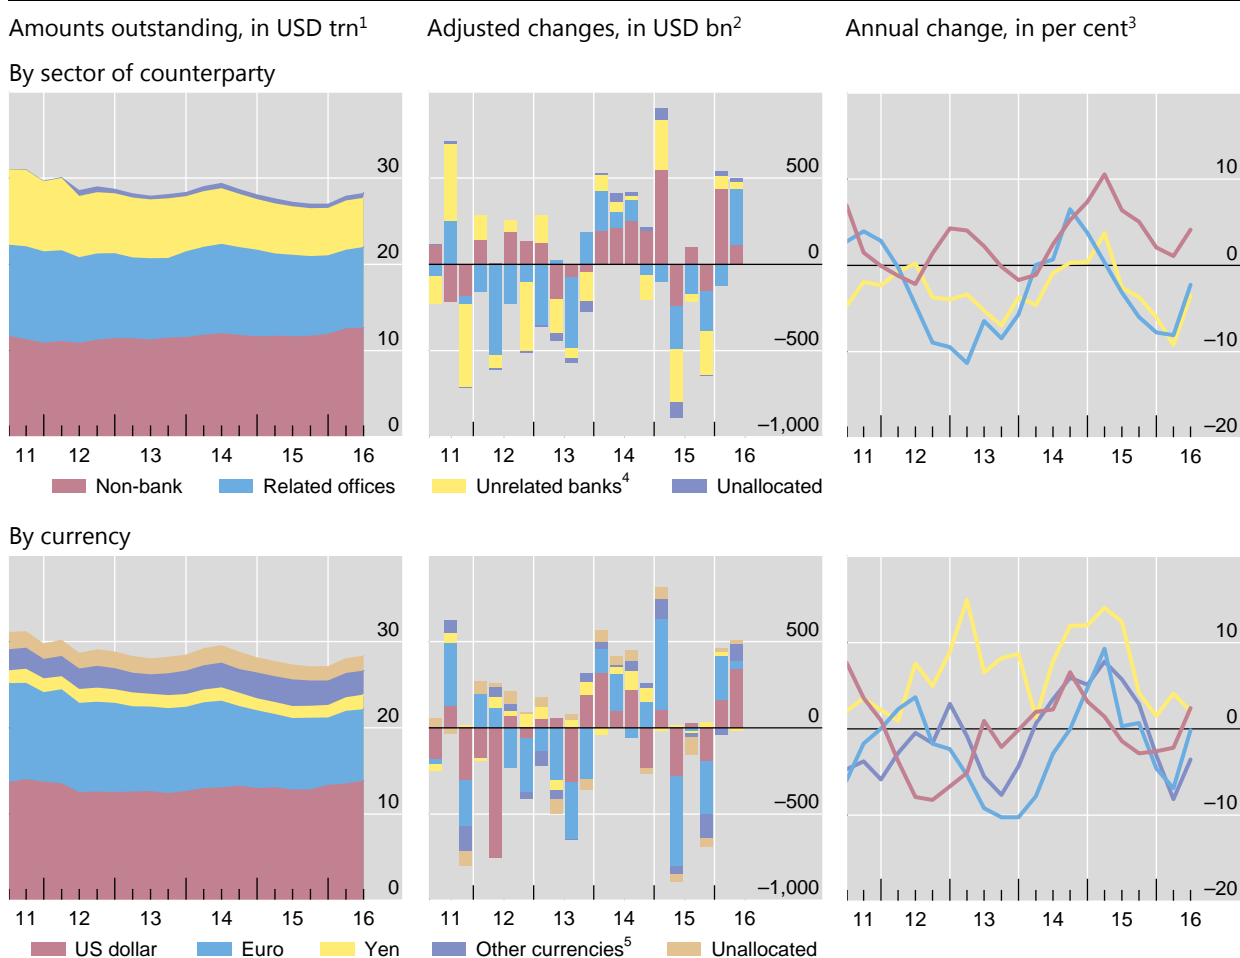 Amounts outstanding, in USD trn1
Adjusted changes, in USD bn2
Annual change, in per cent3
By sector of counterparty
30
20
10
0
11 12 13 14 15 16
500
0
–500
–1,000
11 12 13 14 15 16
10
0
–10
–20
11 12 13 14 15 16
Non-bank Related offices Unrelated banks4 Unallocated
By currency
30
20
10
0
11 12 13 14 15 16
500
0
–500
–1,000
11 12 13 14 15 16
10
0
–10
–20
11 12 13 14 15 16
US dollar Euro Yen Other currencies5 Unallocated